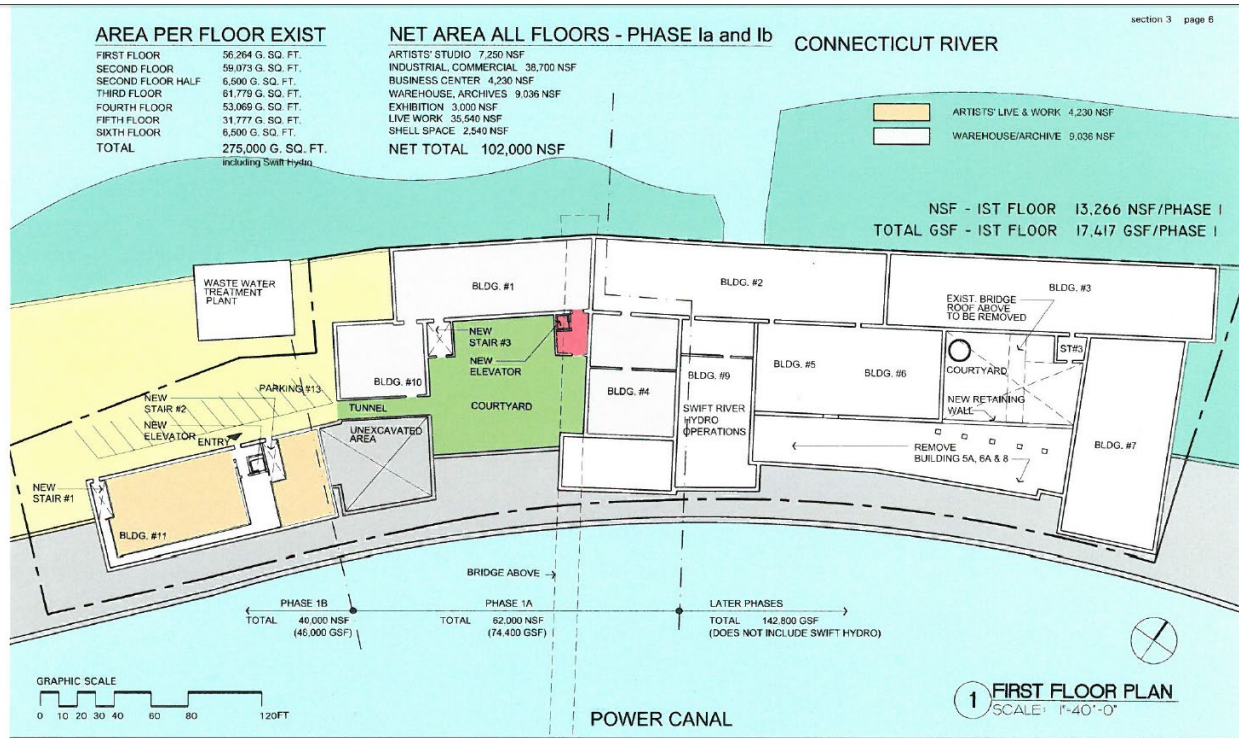 section 3 page 6
AREA PER FLOOR EXIST
FIRST FLOOR 56,264 G. SQ. FT.
SECOND FLOOR 59,073 G. SQ. FT.
SECOND FLOOR HALF 6,500 G. SQ. FT.
THIRD FLOOR 61,779 G. SQ. FT.
FOURTH FLOOR 53,069 G. SQ. FT.
FIFTH FLOOR 31,777 G. SQ. FT.
SIXTH FLOOR 6,500 G. SQ. FT.
TOTAL 275,000 G. SQ. FT.
including Swift Hydro
NET AREA ALL FLOORS - PHASE Ia and Ib
ARTISTS' STUDIO 7,250 NSF
INDUSTRIAL, COMMERCIAL 38,700 NSF
BUSINESS CENTER 4,230 NSF
WAREHOUSE, ARCHIVES 9,036 NSF
EXHIBITION 3,000 NSF
LIVE WORK 35,540 NSF
SHELL SPACE 2,540 NSF
NET TOTAL 102,000 NSF
CONNECTICUT RIVER
ARTISTS' LIVE & WORK 4,230 NSF
WAREHOUSE/ARCHIVE 9,036 NSF
NSF - 1ST FLOOR 13,266 NSF/PHASE I
TOTAL GSF - 1ST FLOOR 17,417 GSF/PHASE I
WASTE WATER
TREATMENT
PLANT
BLDG. #1
BLDG. #2
BLDG. #3
EXIST. BRIDGE
ROOF ABOVE
TO BE REMOVED
NEW
STAIR #3
NEW
ELEVATOR
ST#3
BLDG. #10
BLDG. #4
BLDG. #9
BLDG. #5
BLDG. #6
COURTYARD
PARKING #13
NEW
STAIR #2
NEW
ELEVATOR
ENTRY
TUNNEL
COURTYARD
UNEXCAVATED
AREA
SWIFT RIVER
HYDRO
OPERATIONS
NEW RETAINING
WALL
REMOVE
BUILDING 5A, 6A & 8
BLDG. #7
NEW
STAIR #1
BLDG. #11
BRIDGE ABOVE
PHASE 1B
TOTAL 40,000 NSF
(46,000 GSF)
PHASE 1A
TOTAL 62,000 NSF
(74,400 GSF)
LATER PHASES
TOTAL 142,800 GSF
(DOES NOT INCLUDE SWIFT HYDRO)
GRAPHIC SCALE
0 10 20 30 40 60 80 120FT
POWER CANAL
1 FIRST FLOOR PLAN
SCALE: 1"-40'-0"